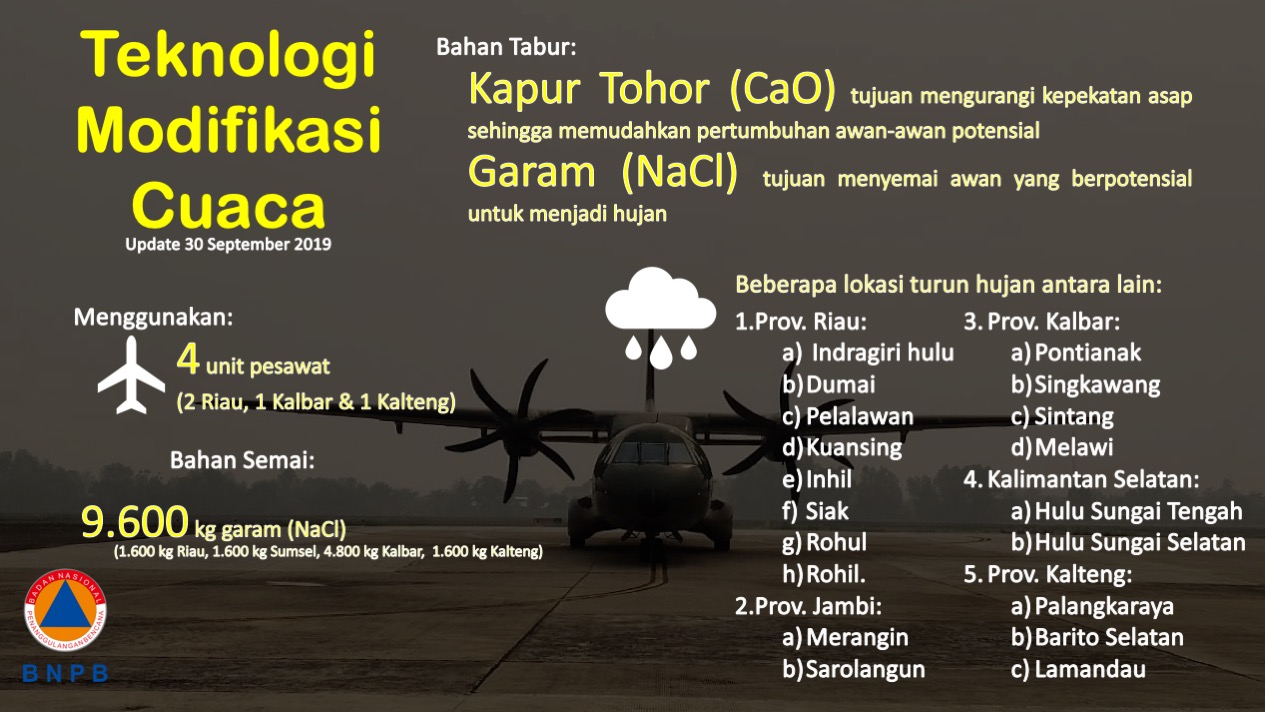 Teknologi
Modifikasi
Cuaca
Update 30 September 2019
Bahan Tabur:
Kapur Tohor (CaO) tujuan mengurangi kepekatan asap
sehingga memudahkan pertumbuhan awan-awan potensial
Garam (NaCl) tujuan menyemai awan yang berpotensial
untuk menjadi hujan
Menggunakan:
4 unit pesawat
(2 Riau, 1 Kalbar & 1 Kalteng)
Bahan Semai:
9.600 kg garam (NaCl)
(1.600 kg Riau, 1.600 kg Sumsel, 4.800 kg Kalbar, 1.600 kg Kalteng)
BADAN NASIONAL
PENANGGULANGAN BENCANA
BNPB
Beberapa lokasi turun hujan antara lain:
1.Prov. Riau:
a) Indragiri hulu
b)Dumai
c) Pelalawan
d)Kuansing
e)Inhil
f) Siak
g) Rohul
h)Rohil.
2.Prov. Jambi:
a)Merangin
b)Sarolangun
3. Prov. Kalbar:
a)Pontianak
b)Singkawang
c) Sintang
d)Melawi
4. Kalimantan Selatan:
a)Hulu Sungai Tengah
b)Hulu Sungai Selatan
5. Prov. Kalteng:
a)Palangkaraya
b)Barito Selatan
c) Lamandau